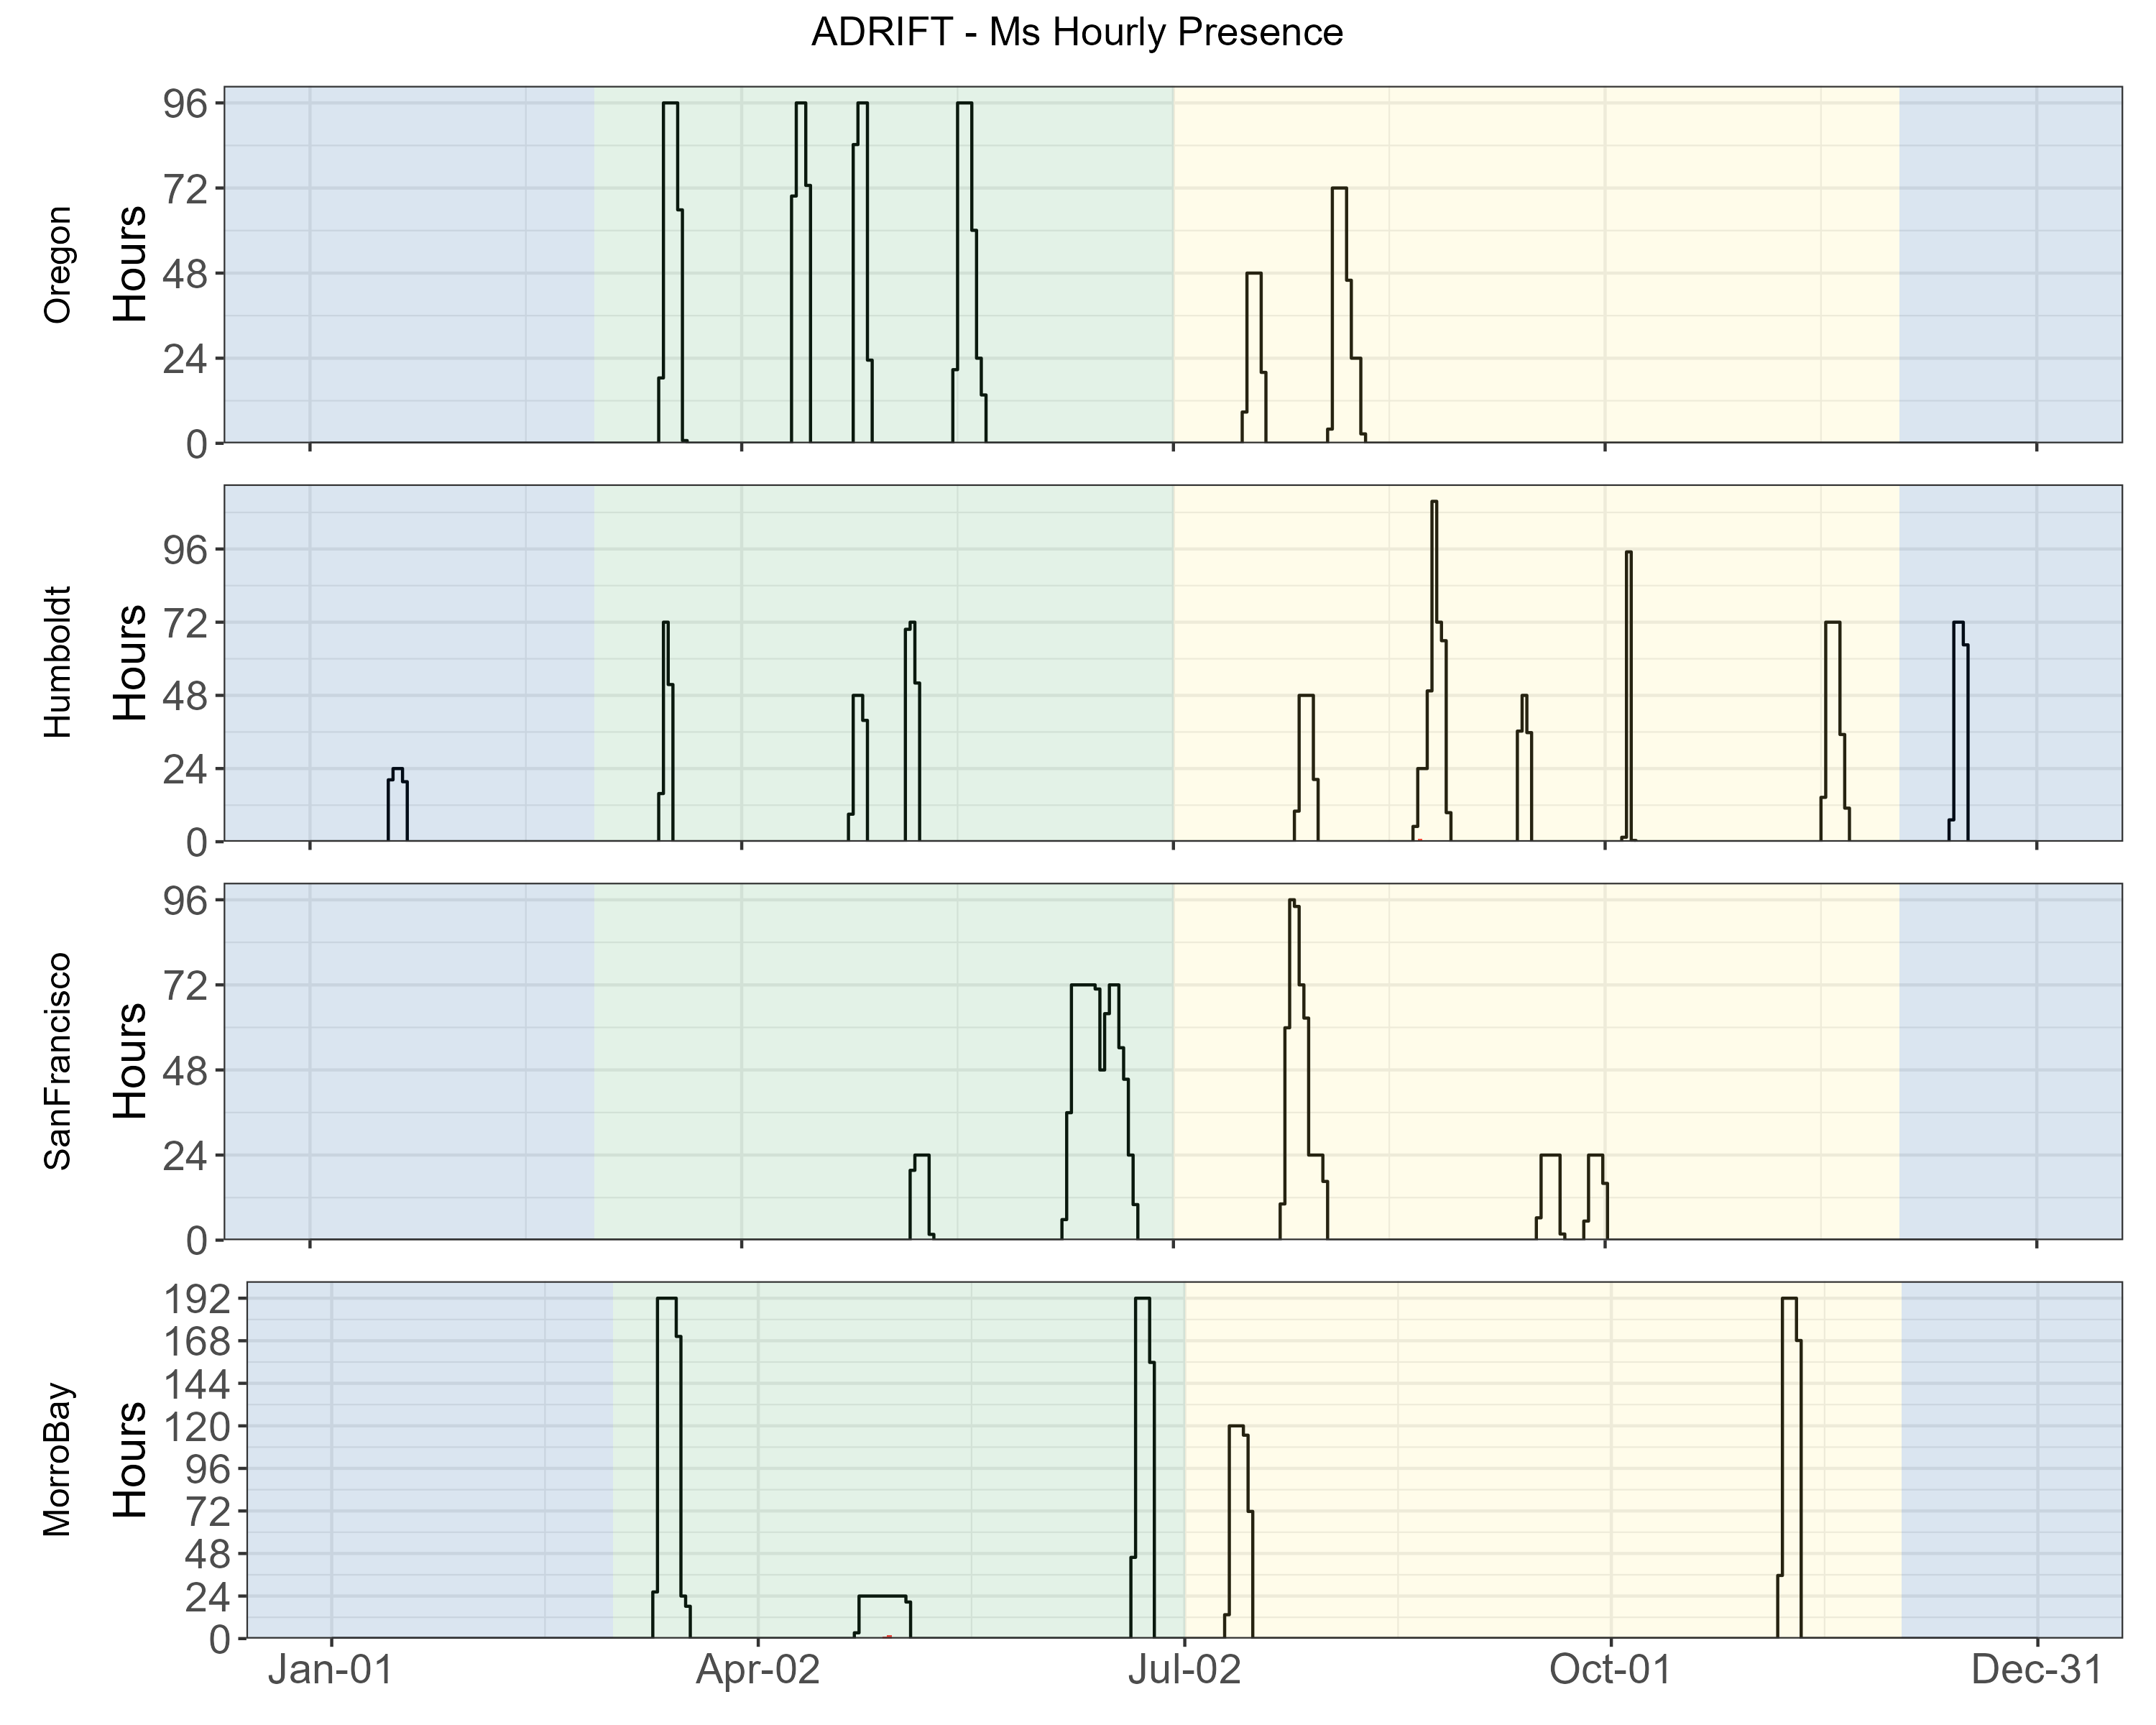 ADRIFT - Ms Hourly Presence
Oregon
Hours
96
72
48
24
0
Humboldt
Hours
96
72
48
24
0
SanFrancisco
Hours
96
72
48
24
0
MorroBay
Hours
192
168
144
120
96
72
48
24
0
Jan-01 Apr-02 Jul-02 Oct-01 Dec-31